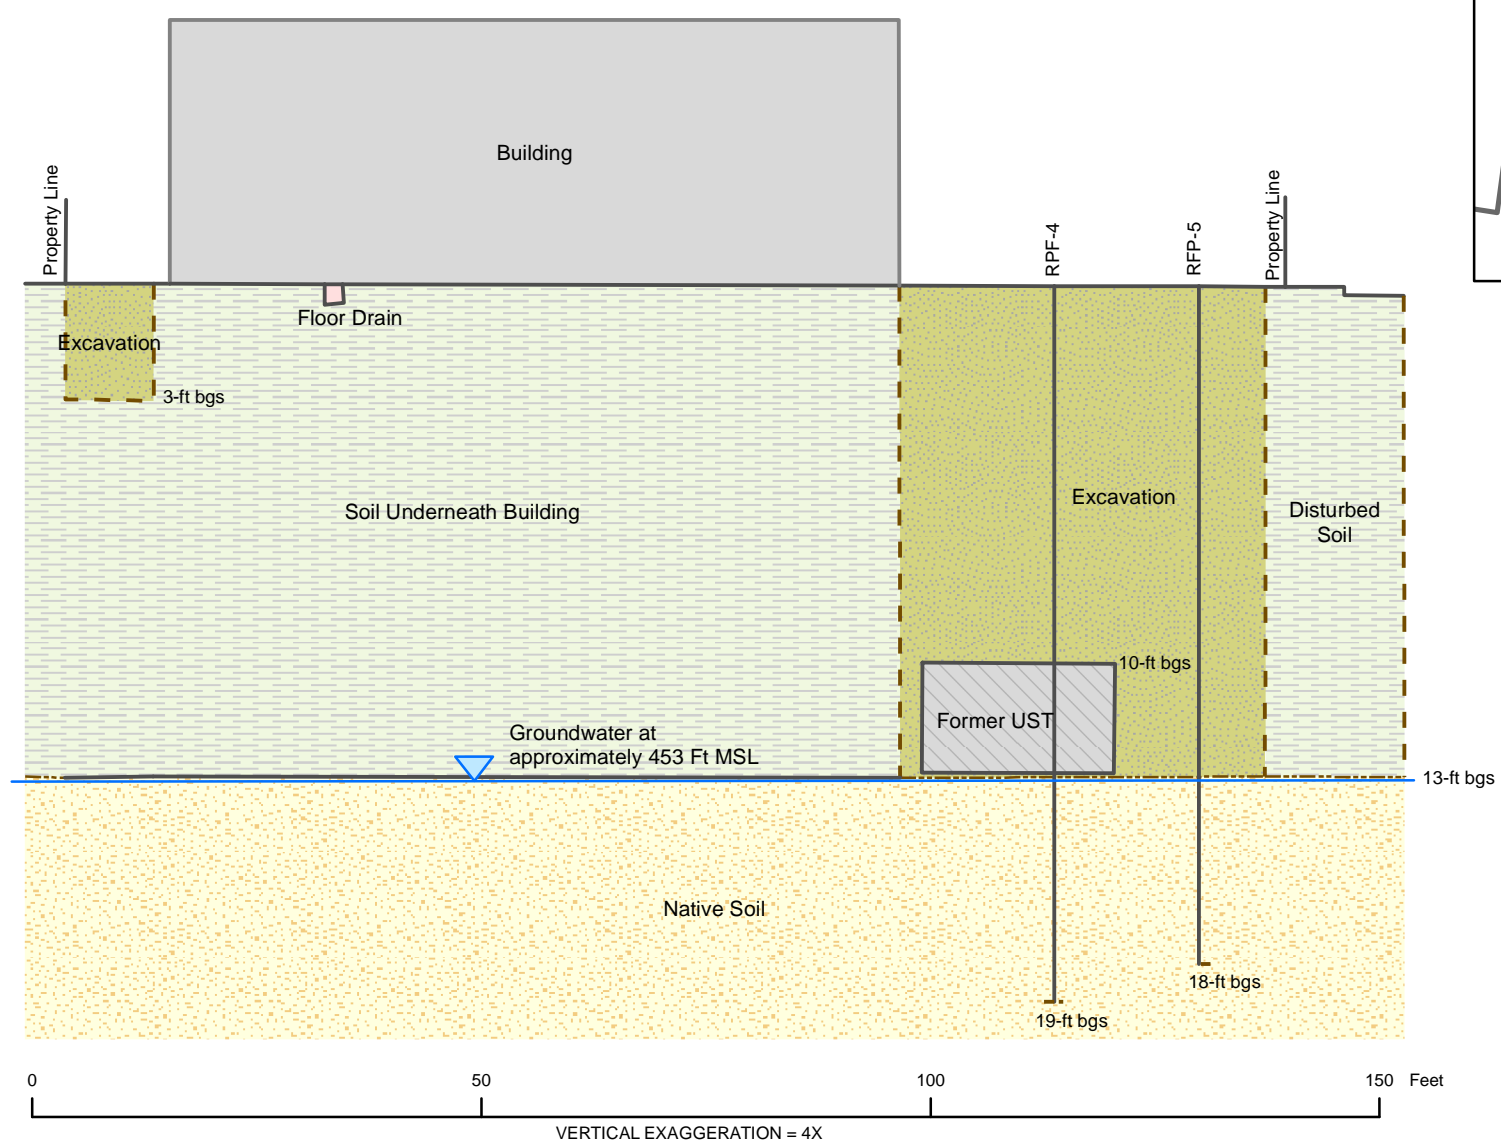 Building
Property Line
RPF-4
RFP-5
Property Line
Floor Drain
Excavation
3-ft bgs
Soil Underneath Building
Excavation
Disturbed
Soil
10-ft bgs
Former UST
Groundwater at
approximately 453 Ft MSL
13-ft bgs
Native Soil
18-ft bgs
19-ft bgs
0
50
100
150
Feet
VERTICAL EXAGGERATION = 4X